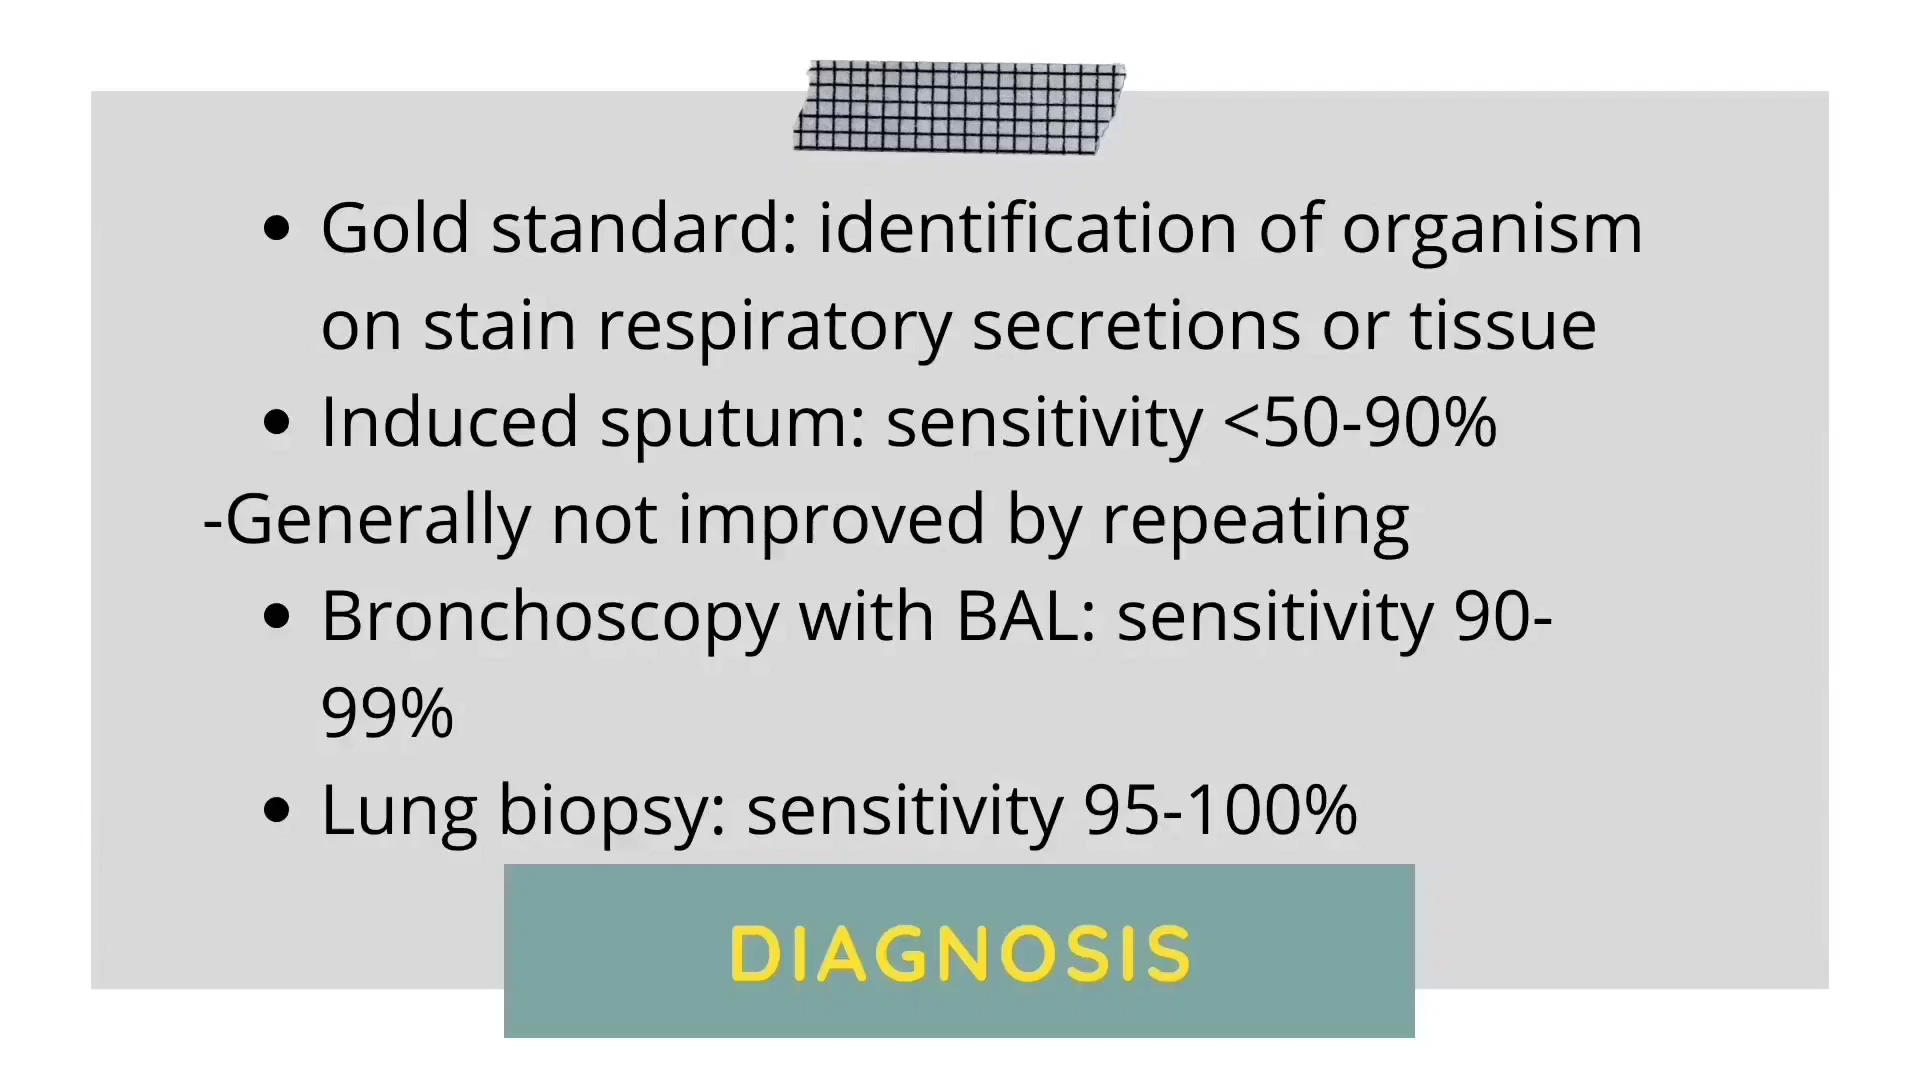 • Gold standard: identification of organism
on stain respiratory secretions or tissue
• Induced sputum: sensitivity <50-90%
-Generally not improved by repeating
• Bronchoscopy with BAL: sensitivity 90-
99%
• Lung biopsy: sensitivity 95-100%
DIAGNOSIS